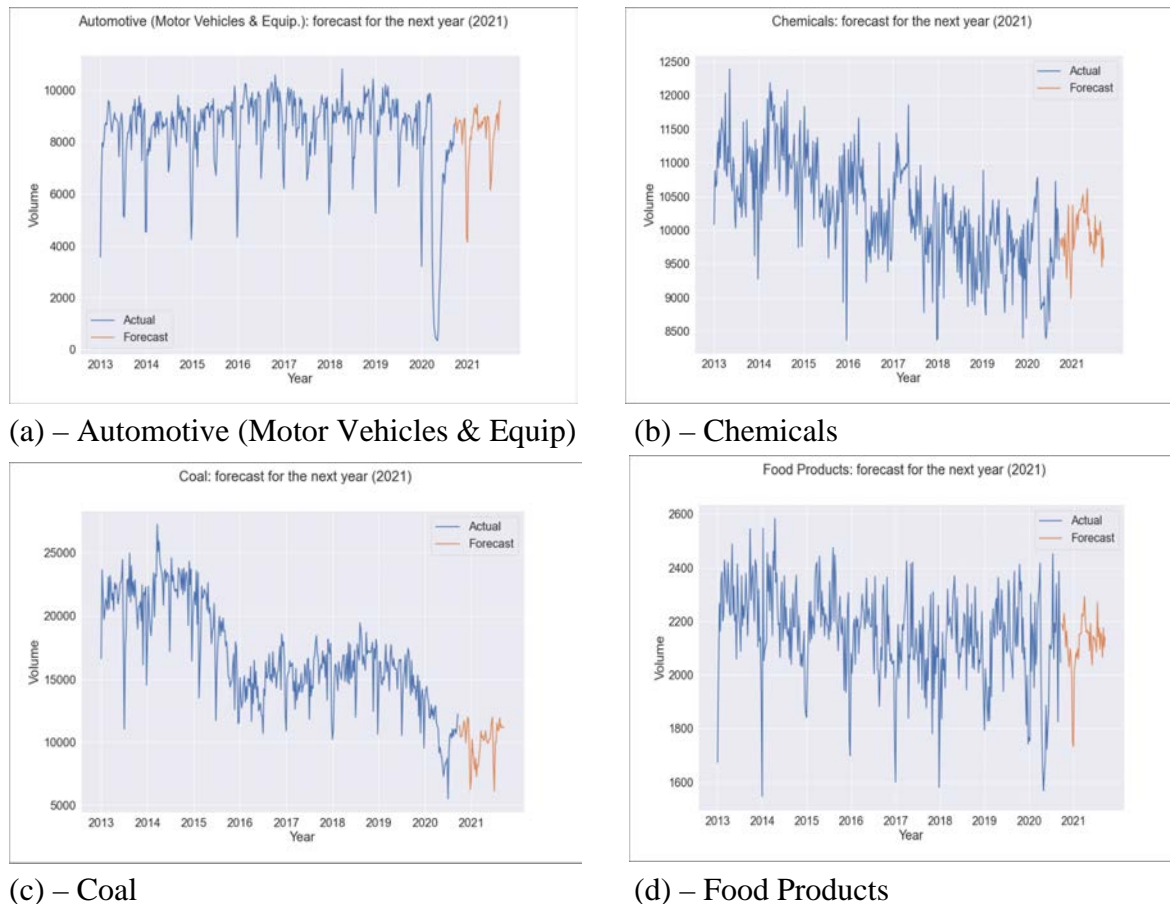 Automotive (Motor Vehicles & Equip.): forecast for the next year (2021)
10000
8000
6000
4000
2000
0
Volume
Actual
Forecast
2013 2014 2015 2016 2017 2018 2019 2020 2021
Year
(a) – Automotive (Motor Vehicles & Equip)
Chemicals: forecast for the next year (2021)
12500
12000
11500
11000
10500
10000
9500
9000
8500
Volume
Actual
Forecast
2013 2014 2015 2016 2017 2018 2019 2020 2021
Year
(b) – Chemicals
Coal: forecast for the next year (2021)
25000
20000
15000
10000
5000
Volume
Actual
Forecast
2013 2014 2015 2016 2017 2018 2019 2020 2021
Year
(c) – Coal
Food Products: forecast for the next year (2021)
2600
2400
2200
2000
1800
1600
Volume
Actual
Forecast
2013 2014 2015 2016 2017 2018 2019 2020 2021
Year
(d) – Food Products